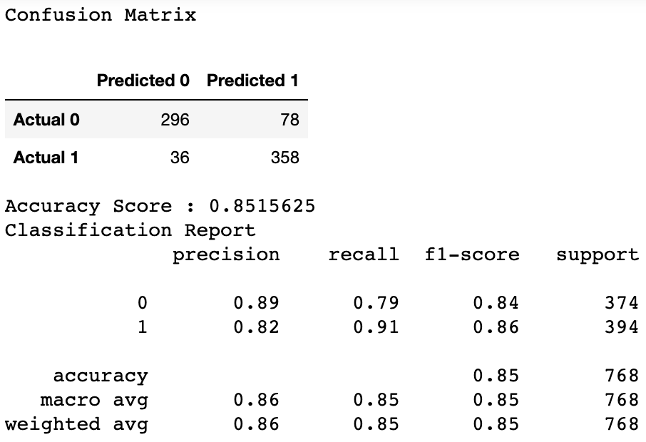 Confusion Matrix
Predicted 0 Predicted 1
Actual 0 296 78
Actual 1 36 358
Accuracy Score : 0.8515625
Classification Report
precision recall f1-score support
0 0.89 0.79 0.84 374
1 0.82 0.91 0.86 394
accuracy 0.85 768
macro avg 0.86 0.85 0.85 768
weighted avg 0.86 0.85 0.85 768